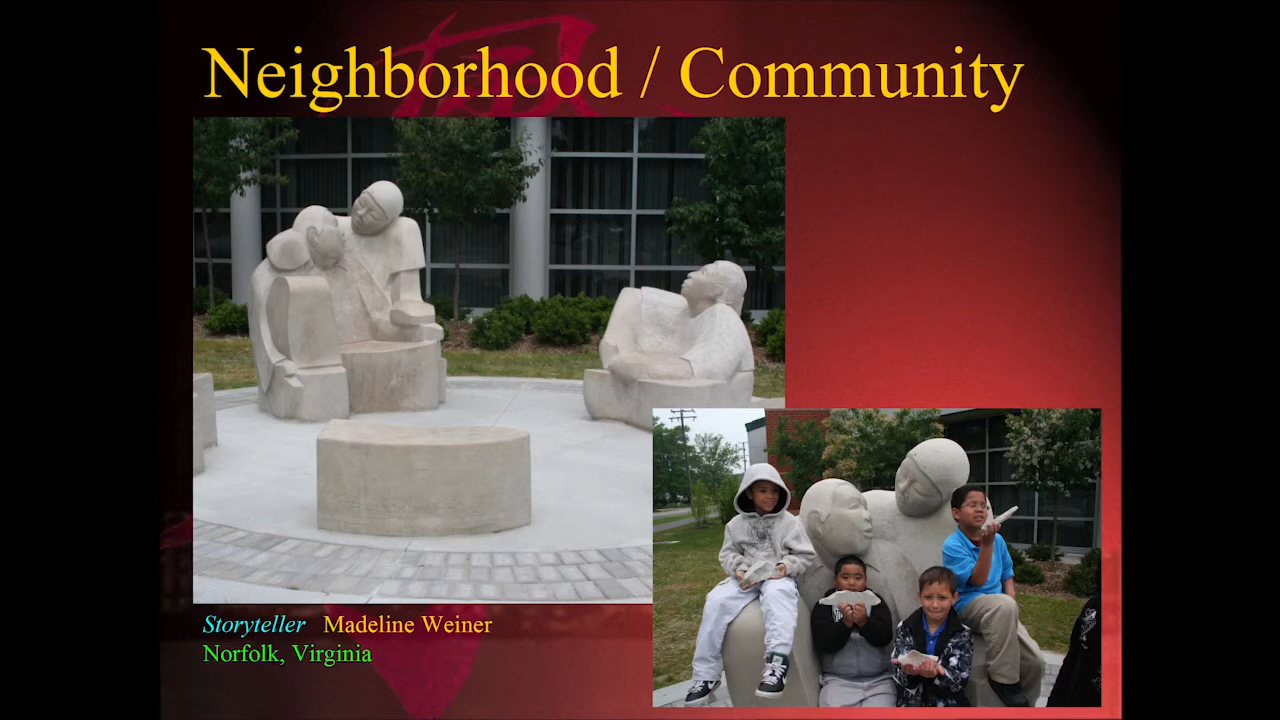 Neighborhood / Community
Storyteller Madeline Weiner
Norfolk, Virginia